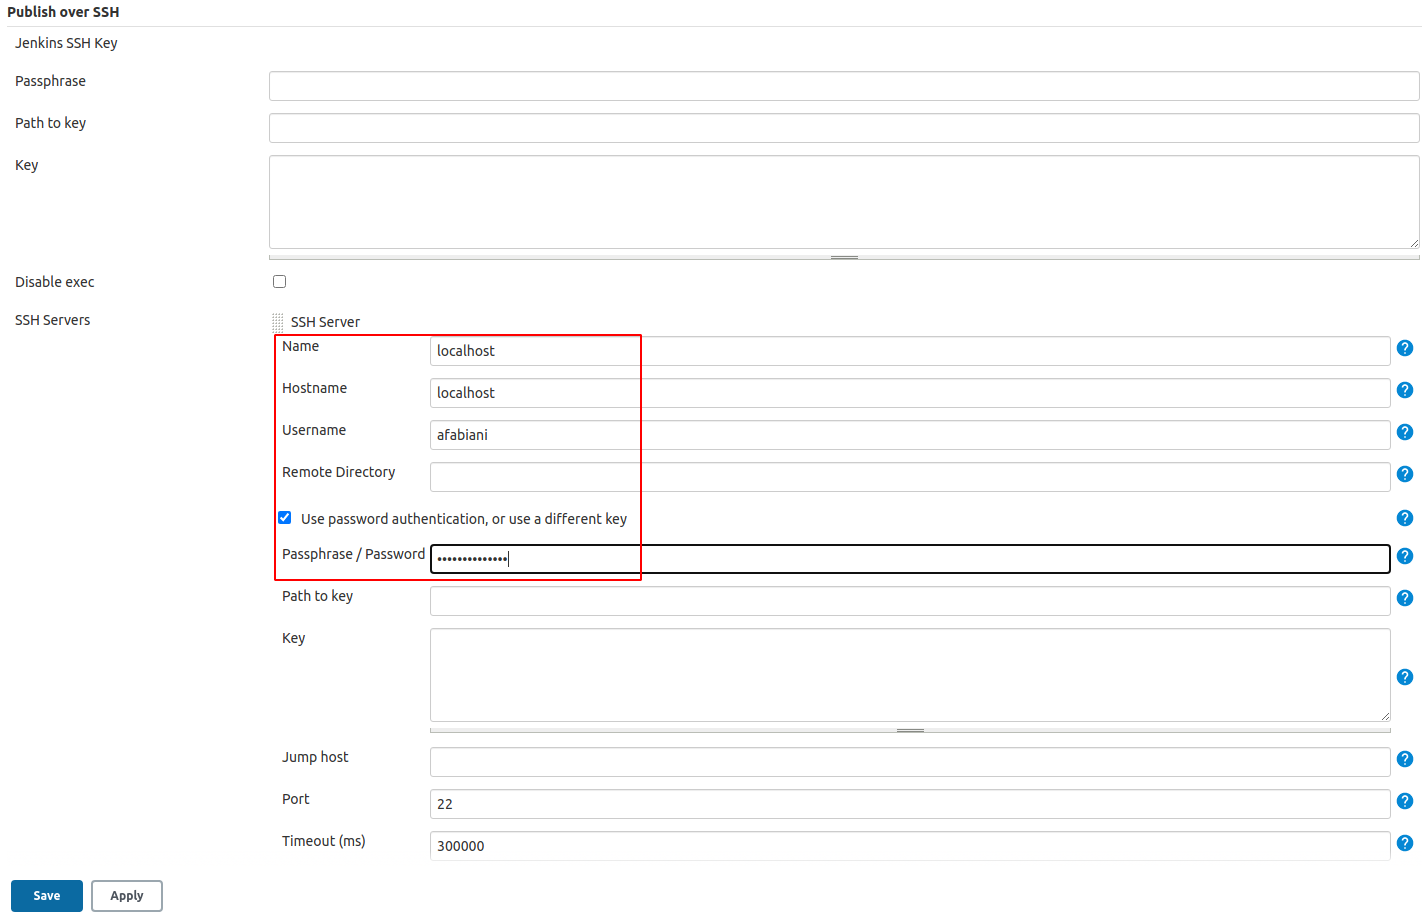 Publish over SSH
Jenkins SSH Key
Passphrase
Path to key
Key
Disable exec
SSH Servers
SSH Server
Name localhost
Hostname localhost
Username afabiani
Remote Directory
Use password authentication, or use a different key
Passphrase / Password ••••••••••••••
Path to key
Key
Jump host
Port 22
Timeout (ms) 300000
Save Apply